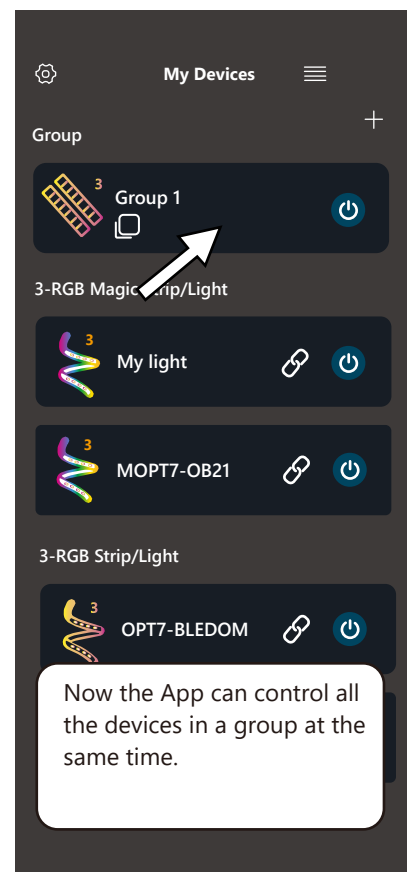 My Devices
Group
3
Group 1
3-RGB Magic Strip/Light
3
My light
3
MOPT7-OB21
3-RGB Strip/Light
3
OPT7-BLEDOM
Now the App can control all
the devices in a group at the
same time.